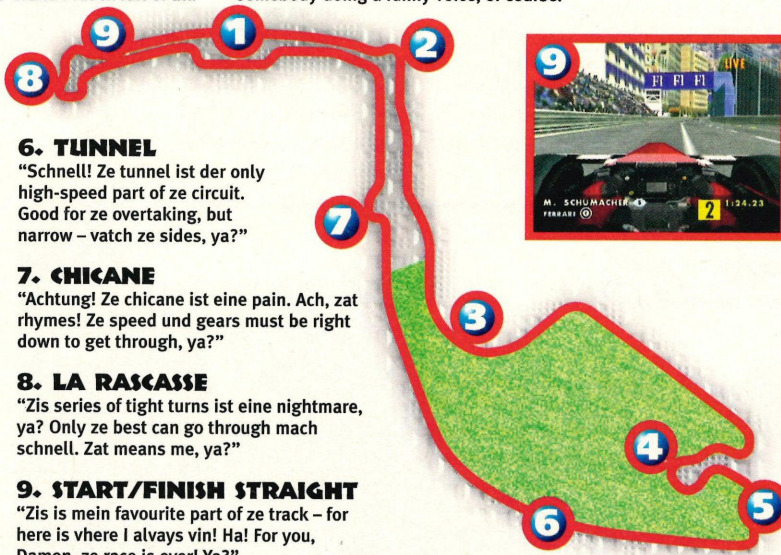 somebody doing a funny voice, of course.
9
1
2
8
9
F1 F1 F1
LIVE
M. SCHUMACHER
FERRARI
2
1:24.23
6. TUNNEL
"Schnell! Ze tunnel ist der only
high-speed part of ze circuit.
Good for ze overtaking, but
narrow – vatch ze sides, ya?"
7
7. CHICANE
"Achtung! Ze chicane ist eine pain. Ach, zat
rhymes! Ze speed und gears must be right
down to get through, ya?"
3
8. LA RASCASSE
"Zis series of tight turns ist eine nightmare,
ya? Only ze best can go through mach
schnell. Zat means me, ya?"
4
5
6
9. START/FINISH STRAIGHT
"Zis is mein favourite part of ze track – for
here is vhere I alvays vin! Ha! For you,
Damon, ze race is over! Ya?"